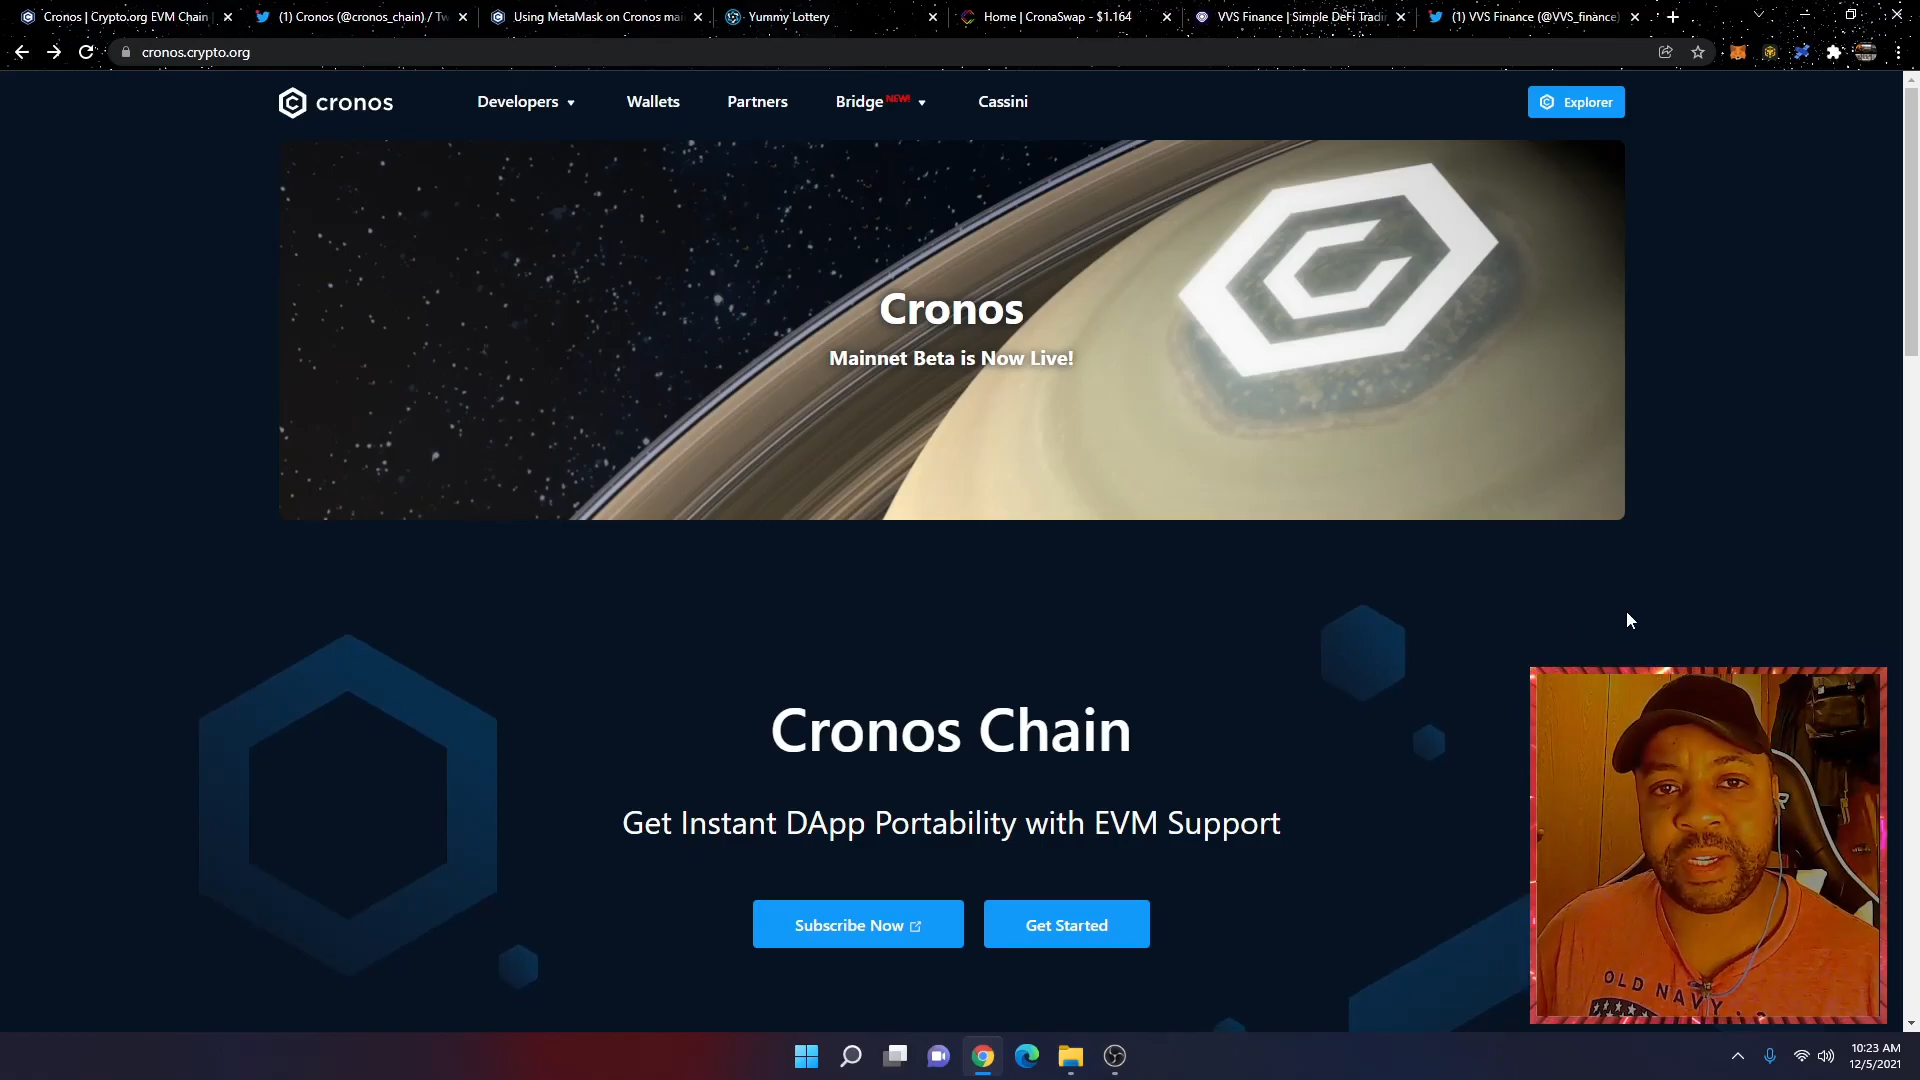 Cronos | Crypto.org EVM Chain
(1) Cronos (@cronos_chain) / Tw
Using MetaMask on Cronos mai
Yummy Lottery
Home | CronaSwap - $1.164
VVS Finance | Simple DeFi Tradi
(1) VVS Finance (@VVS_finance)
cronos.crypto.org
cronos
Developers
Wallets
Partners
Bridge NEW!
Cassini
Explorer
Cronos
Mainnet Beta is Now Live!
Cronos Chain
Get Instant DApp Portability with EVM Support
Subscribe Now
Get Started
OLD NAVY
10:23 AM
12/5/2021